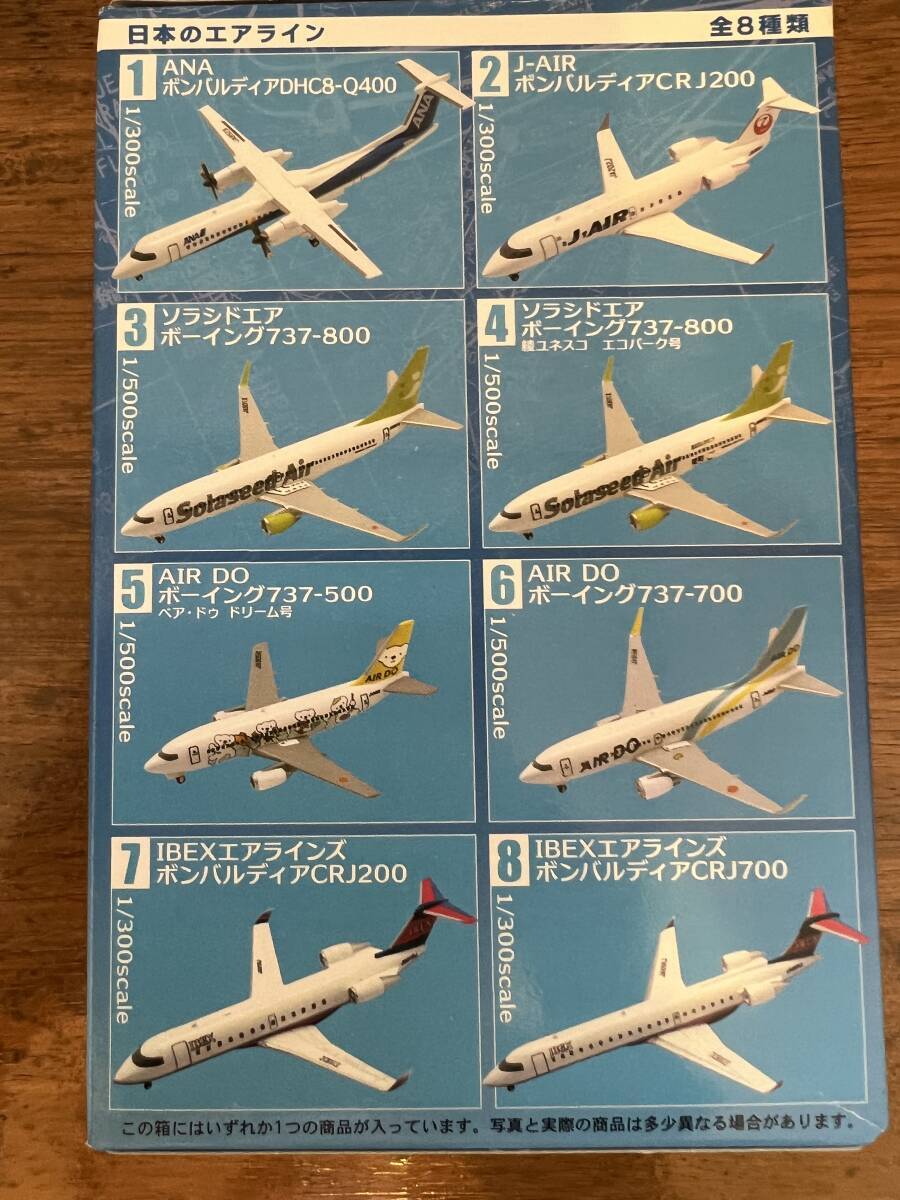 日本のエアライン
全8種類
1
ANA
ボンバルディアDHC8-Q400
1/300scale
ANA
ANA
2
J-AIR
ボンバルディアCRJ200
1/300scale
J-AIR
3
ソラシドエア
ボーイング737-800
1/500scale
Solaseed Air
4
ソラシドエア
ボーイング737-800
綾ユネスコ エコパーク号
1/500scale
Solaseed Air
5
AIR DO
ボーイング737-500
ベア・ドゥ ドリーム号
1/500scale
AIR DO
6
AIR DO
ボーイング737-700
1/500scale
AIR DO
AIR DO
7
IBEXエアラインズ
ボンバルディアCRJ200
1/300scale
IBEX
IBEX
8
IBEXエアラインズ
ボンバルディアCRJ700
1/300scale
IBEX
IBEX
この箱にはいずれか1つの商品が入っています。写真と実際の商品は多少異なる場合があります。